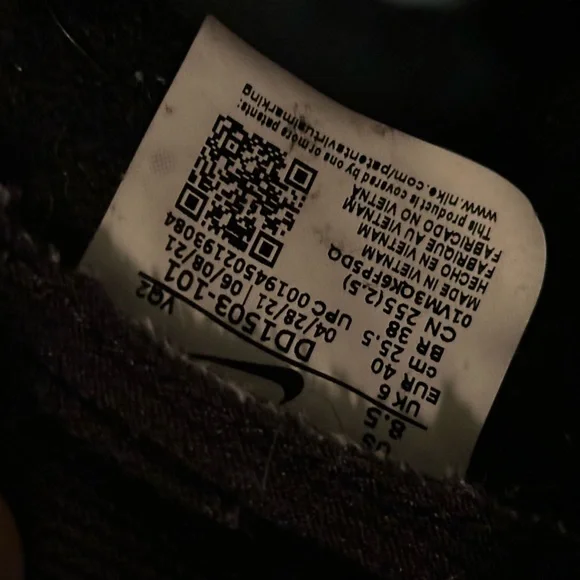 US
8.5
UK 6
EUR 40
cm 25.5
BR 38
CN 255(2.5)
01VM3QK6FP5DQ
MADE IN VIETNAM
HECHO EN VIETNAM
FABRIQUE AU VIETNAM
FABRICADO NO VIETNA
This product is covered by one or more patents:
www.nike.com/patentsvirtualmarking
VQ2
DD1503-101
04/28/21 06/08/21
UPC 00194502193084